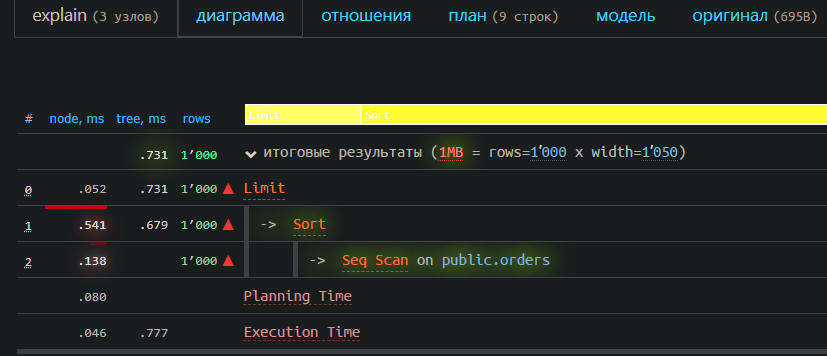 explain (3 узлов) диаграмма отношения план (9 строк) модель оригинал (695B)
# node, ms tree, ms rows Limit Sort
.731 1'000 итоговые результаты (1MB = rows=1'000 x width=1'050)
0 .052 .731 1'000 Limit
1 .541 .679 1'000 -> Sort
2 .138 1'000 -> Seq Scan on public.orders
.080 Planning Time
.046 .777 Execution Time